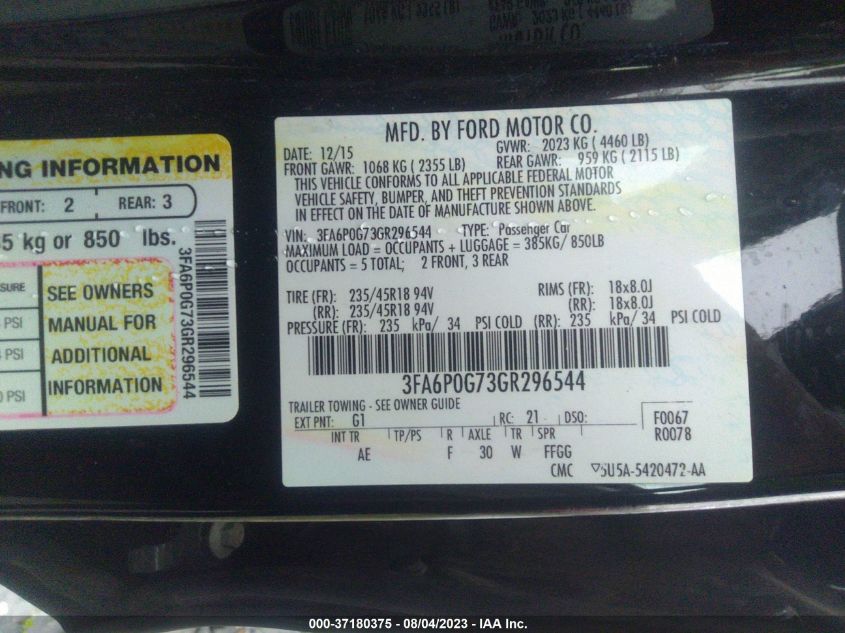 NG INFORMATION
FRONT: 2 REAR: 3
5 kg or 850 lbs.
SURE
PSI
PSI
PSI
SEE OWNERS
MANUAL FOR
ADDITIONAL
INFORMATION
3FA6P0G73GR296544
MFD. BY FORD MOTOR CO.
DATE: 12/15 GVWR: 2023 KG ( 4460 LB)
FRONT GAWR: 1068 KG ( 2355 LB) REAR GAWR: 959 KG ( 2115 LB)
THIS VEHICLE CONFORMS TO ALL APPLICABLE FEDERAL MOTOR
VEHICLE SAFETY, BUMPER, AND THEFT PREVENTION STANDARDS
IN EFFECT ON THE DATE OF MANUFACTURE SHOWN ABOVE.
VIN: 3FA6P0G73GR296544 TYPE: Passenger Car
MAXIMUM LOAD = OCCUPANTS + LUGGAGE = 385KG/ 850LB
OCCUPANTS = 5 TOTAL; 2 FRONT, 3 REAR
TIRE (FR): 235/45R18 94V RIMS (FR): 18x8.0J
(RR): 235/45R18 94V (RR): 18x8.0J
PRESSURE (FR): 235 kPa/ 34 PSI COLD (RR): 235 kPa/ 34 PSI COLD
3FA6P0G73GR296544
TRAILER TOWING - SEE OWNER GUIDE
EXT PNT: G1 RC: 21 DSO: F0067
INT TR TP/PS R AXLE TR SPR R0078
AE F 30 W FFGG
CMC 5U5A-5420472-AA
000-37180375 - 08/04/2023 - IAA Inc.